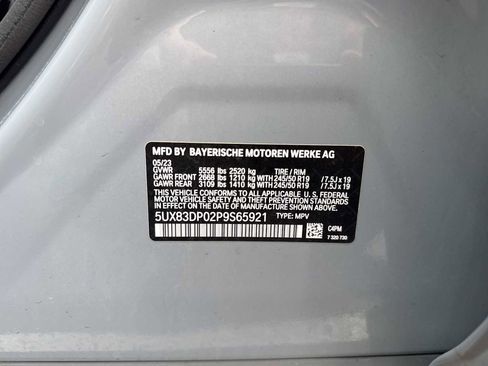 MFD BY BAYERISCHE MOTOREN WERKE AG
05/23
GVWR 5556 lbs 2520 kg TIRE / RIM
GAWR FRONT 2668 lbs 1210 kg WITH 245/50 R19 / 7.5J x 19
GAWR REAR 3109 lbs 1410 kg WITH 245/50 R19 / 7.5J x 19
THIS VEHICLE CONFORMS TO ALL APPLICABLE U. S. FEDERAL
MOTOR VEHICLE SAFETY, BUMPER, AND THEFT PREVENTION
STANDARDS IN EFFECT ON THE DATE OF MANUFACTURE SHOWN ABOVE.
5UX83DP02P9S65921 TYPE: MPV
C4PM
7 320 730